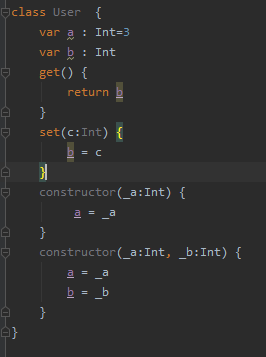 class User  {
    var a : Int=3
    var b : Int
    get() {
        return b
    }
    set(c:Int) {
        b = c
    }
    constructor(_a:Int) {
         a = _a
    }
    constructor(_a:Int, _b:Int) {
        a = _a
        b = _b
    }
}